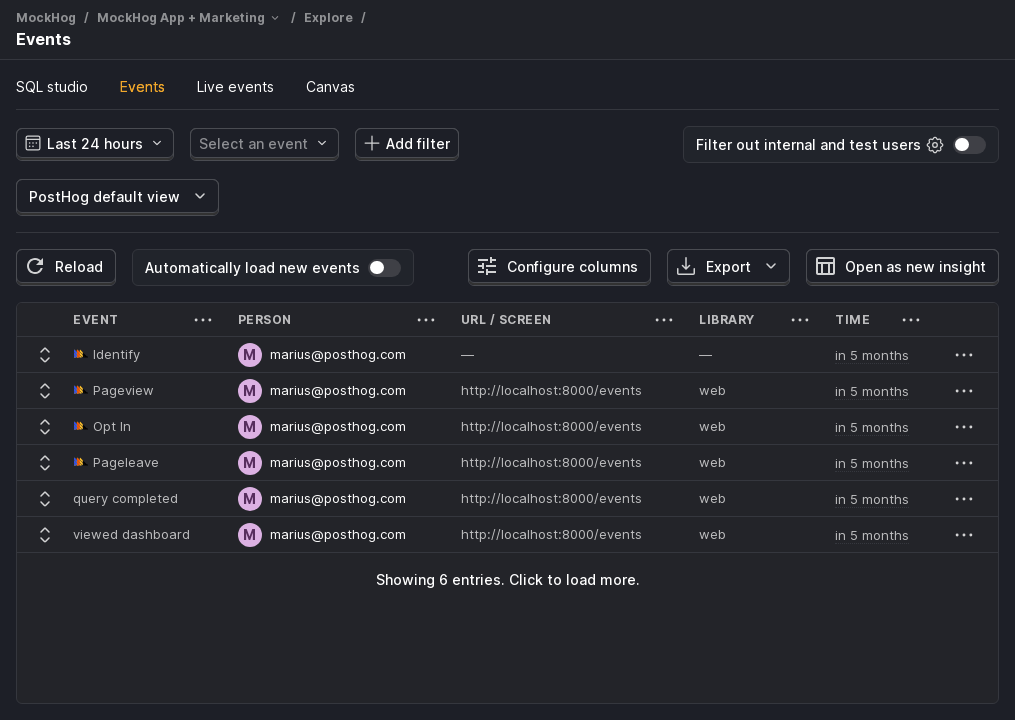 MockHog / MockHog App + Marketing / Explore /
Events
SQL studio Events Live events Canvas
Last 24 hours Select an event Add filter Filter out internal and test users
PostHog default view
Reload Automatically load new events Configure columns Export Open as new insight
EVENT PERSON URL / SCREEN LIBRARY TIME
Identify M marius@posthog.com — — in 5 months
Pageview M marius@posthog.com http://localhost:8000/events web in 5 months
Opt In M marius@posthog.com http://localhost:8000/events web in 5 months
Pageleave M marius@posthog.com http://localhost:8000/events web in 5 months
query completed M marius@posthog.com http://localhost:8000/events web in 5 months
viewed dashboard M marius@posthog.com http://localhost:8000/events web in 5 months
Showing 6 entries. Click to load more.